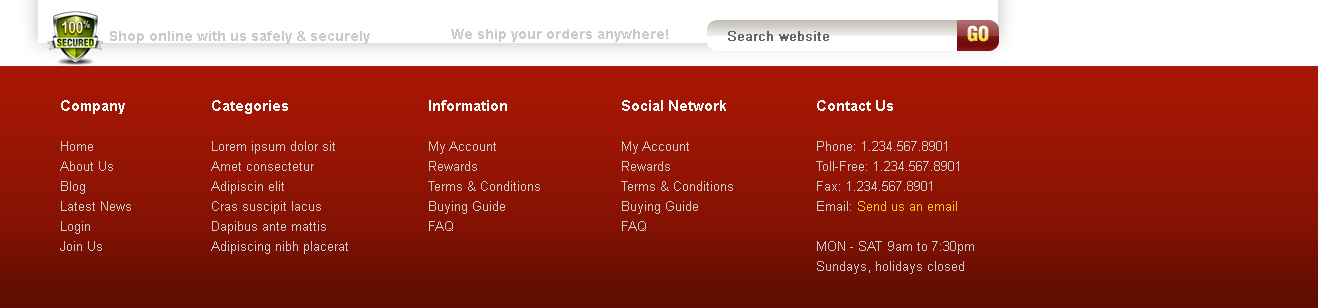 100%
SECURED
Shop online with us safely & securely
We ship your orders anywhere!
Search website
GO
Company
Home
About Us
Blog
Latest News
Login
Join Us
Categories
Lorem ipsum dolor sit
Amet consectetur
Adipiscin elit
Cras suscipit lacus
Dapibus ante mattis
Adipiscing nibh placerat
Information
My Account
Rewards
Terms & Conditions
Buying Guide
FAQ
Social Network
My Account
Rewards
Terms & Conditions
Buying Guide
FAQ
Contact Us
Phone: 1.234.567.8901
Toll-Free: 1.234.567.8901
Fax: 1.234.567.8901
Email: Send us an email
MON - SAT 9am to 7:30pm
Sundays, holidays closed